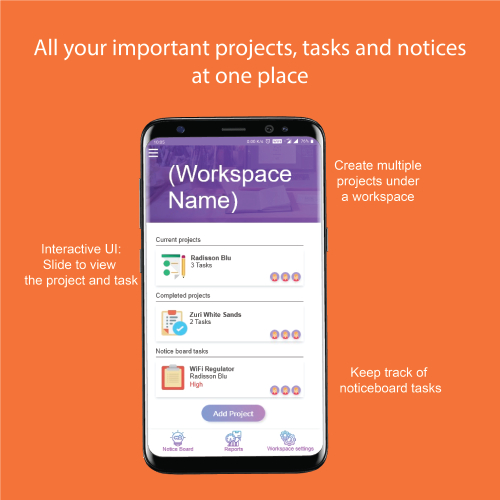 All your important projects, tasks and notices
at one place
(Workspace
Name)
Create multiple
projects under
a workspace
Current projects
Radisson Blu
3 Tasks
Interactive UI:
Slide to view
the project and task
Completed projects
Zuri White Sands
2 Tasks
Notice board tasks
WiFi Regulator
Radisson Blu
High
Keep track of
noticeboard tasks
Add Project
Notice Board
Reports
Workspace settings